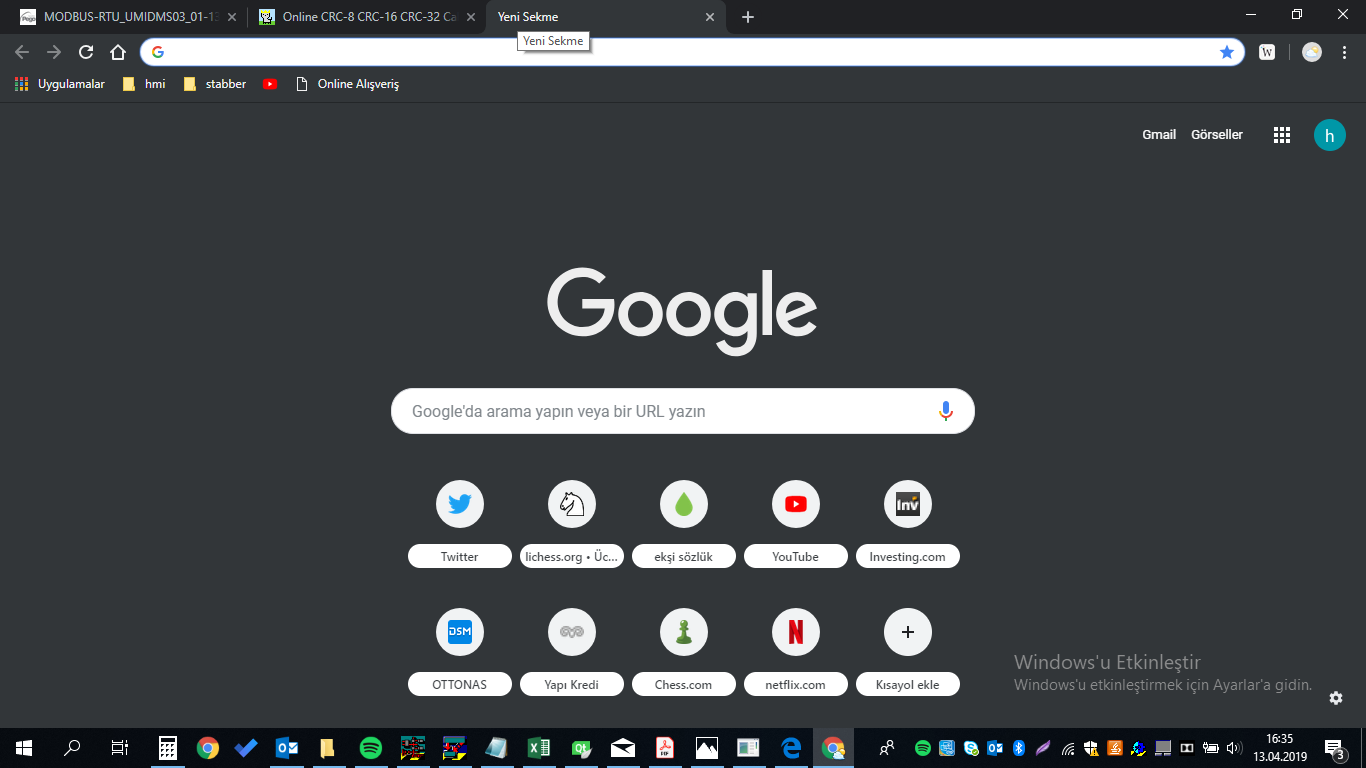 MODBUS-RTU_UMIDMS03_01-13
Online CRC-8 CRC-16 CRC-32 Ca
Yeni Sekme
Yeni Sekme
Uygulamalar
hmi
stabber
Online Alışveriş
Gmail
Görseller
h
Google
Google'da arama yapın veya bir URL yazın
Twitter
lichess.org • Üc...
ekşi sözlük
YouTube
Investing.com
OTTONAS
Yapı Kredi
Chess.com
netflix.com
Kısayol ekle
Windows'u Etkinleştir
Windows'u etkinleştirmek için Ayarlar'a gidin.
16:35
13.04.2019
3